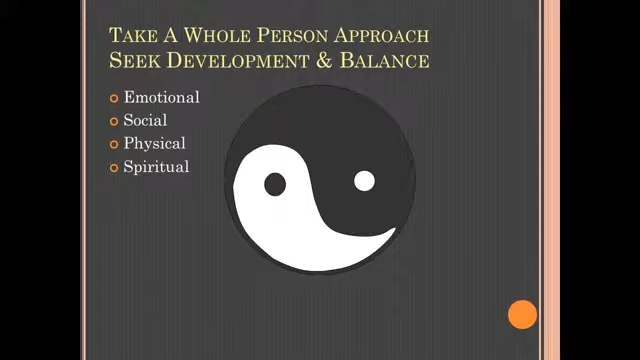 Take A Whole Person Approach
Seek Development & Balance
Emotional
Social
Physical
Spiritual